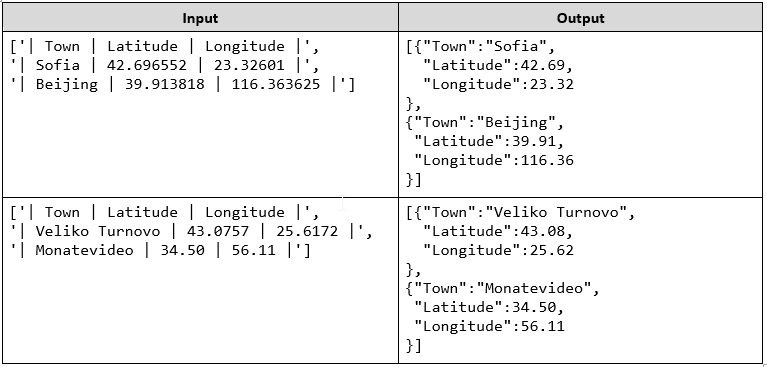 Input
Output
['| Town | Latitude | Longitude |',
'| Sofia | 42.696552 | 23.32601 |',
'| Beijing | 39.913818 | 116.363625 |']
[{"Town":"Sofia",
"Latitude":42.69,
"Longitude":23.32
},
{"Town":"Beijing",
"Latitude":39.91,
"Longitude":116.36
}]
['| Town | Latitude | Longitude |',
'| Veliko Turnovo | 43.0757 | 25.6172 |',
'| Monatevideo | 34.50 | 56.11 |']
[{"Town":"Veliko Turnovo",
"Latitude":43.08,
"Longitude":25.62
},
{"Town":"Monatevideo",
"Latitude":34.50,
"Longitude":56.11
}]